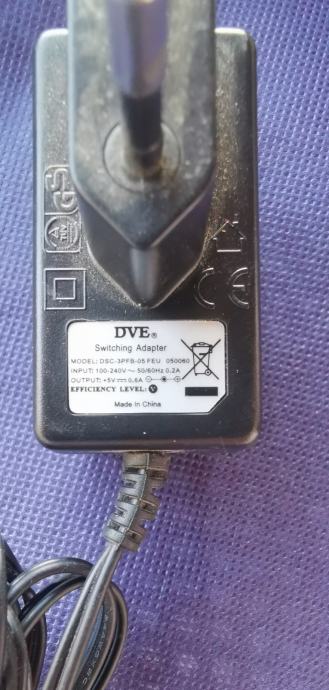 GS
CE
DVE®
Switching Adapter
MODEL: DSC-3PFB-05 FEU 050060
INPUT: 100-240V ~ 50/60Hz 0.2A
OUTPUT: +5V ⎓ 0.6A
EFFICIENCY LEVEL: V
Made In China